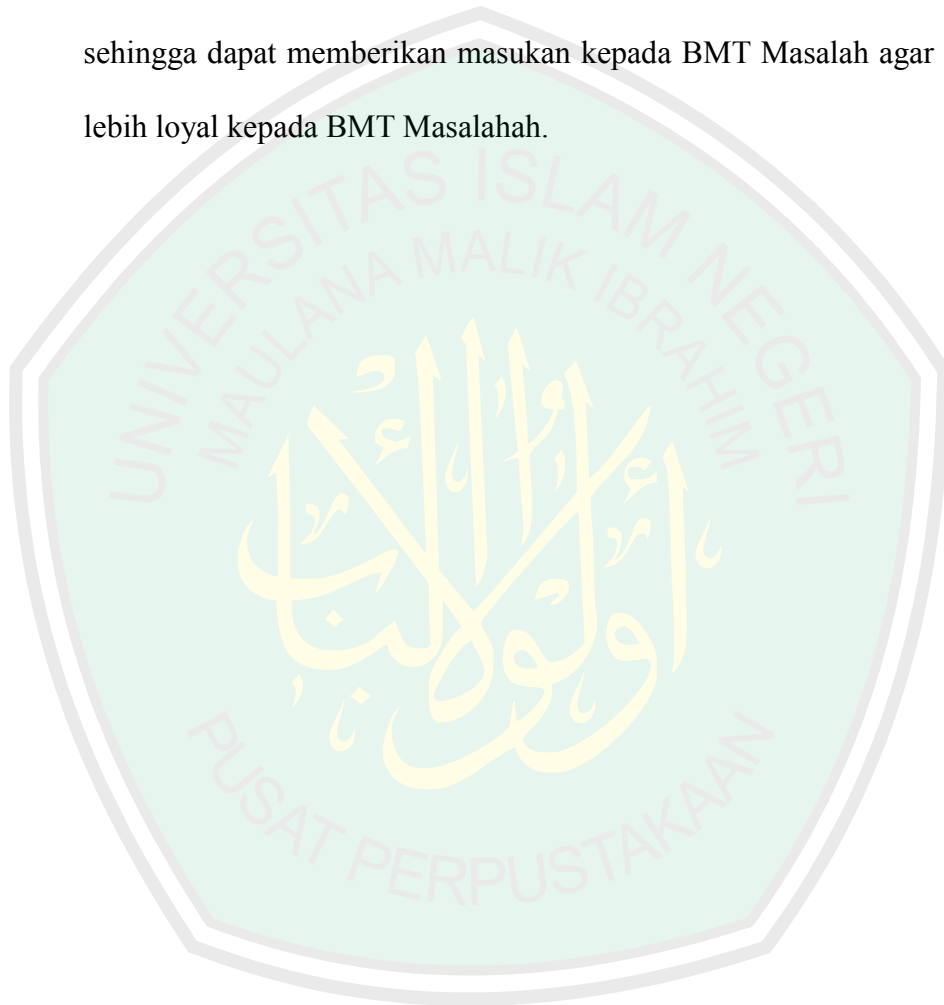 sehingga dapat memberikan masukan kepada BMT Masalah agar
lebih loyal kepada BMT Masalahah.
UNIVERSITAS ISLAM NEGERI
MAULANA MALIK IBRAHIM
أولوا الألباب
PUSAT PERPUSTAKAAN